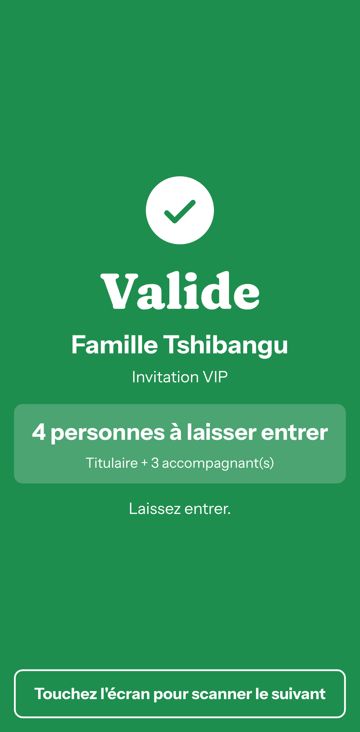 Valide
Famille Tshibangu
Invitation VIP
4 personnes à laisser entrer
Titulaire + 3 accompagnant(s)
Laissez entrer.
Touchez l'écran pour scanner le suivant